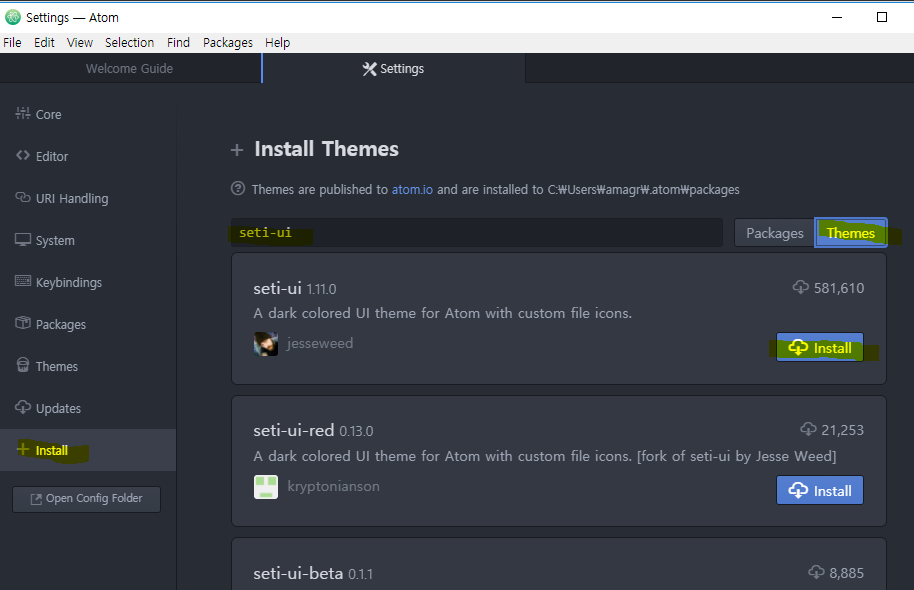 Settings — Atom
File Edit View Selection Find Packages Help
Welcome Guide
Settings
Core
Editor
URI Handling
System
Keybindings
Packages
Themes
Updates
Install
Open Config Folder
Install Themes
Themes are published to atom.io and are installed to C:₩Users₩amagr₩.atom₩packages
seti-ui
Packages Themes
seti-ui 1.11.0 581,610
A dark colored UI theme for Atom with custom file icons.
jesseweed
Install
seti-ui-red 0.13.0 21,253
A dark colored UI theme for Atom with custom file icons. [fork of seti-ui by Jesse Weed]
kryptonianson
Install
seti-ui-beta 0.1.1 8,885